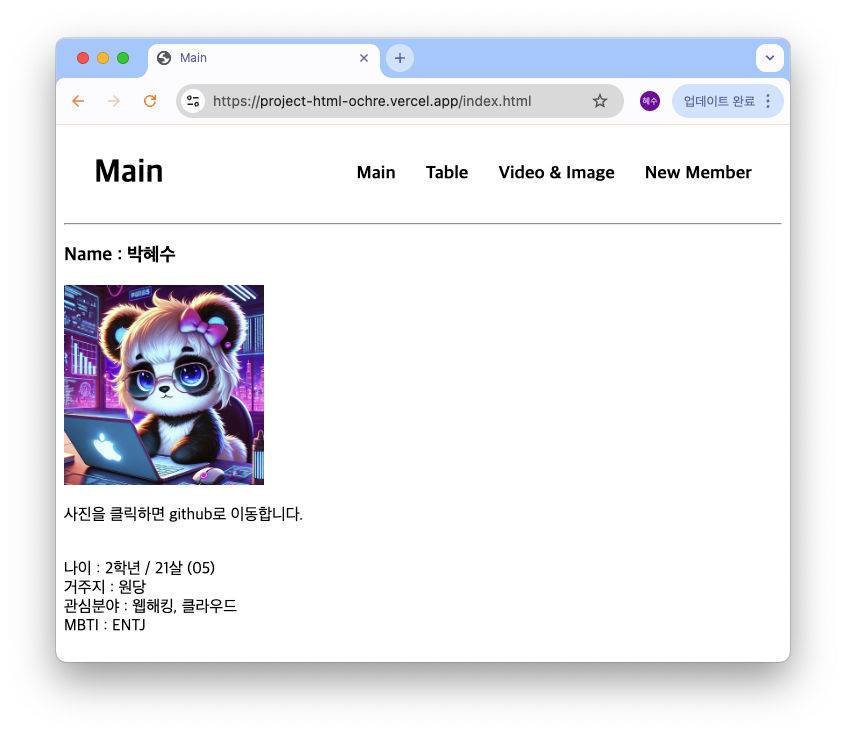 Main
https://project-html-ochre.vercel.app/index.html
혜수
업데이트 완료
Main
Main Table Video & Image New Member
Name : 박혜수
사진을 클릭하면 github로 이동합니다.
나이 : 2학년 / 21살 (05)
거주지 : 원당
관심분야 : 웹해킹, 클라우드
MBTI : ENTJ